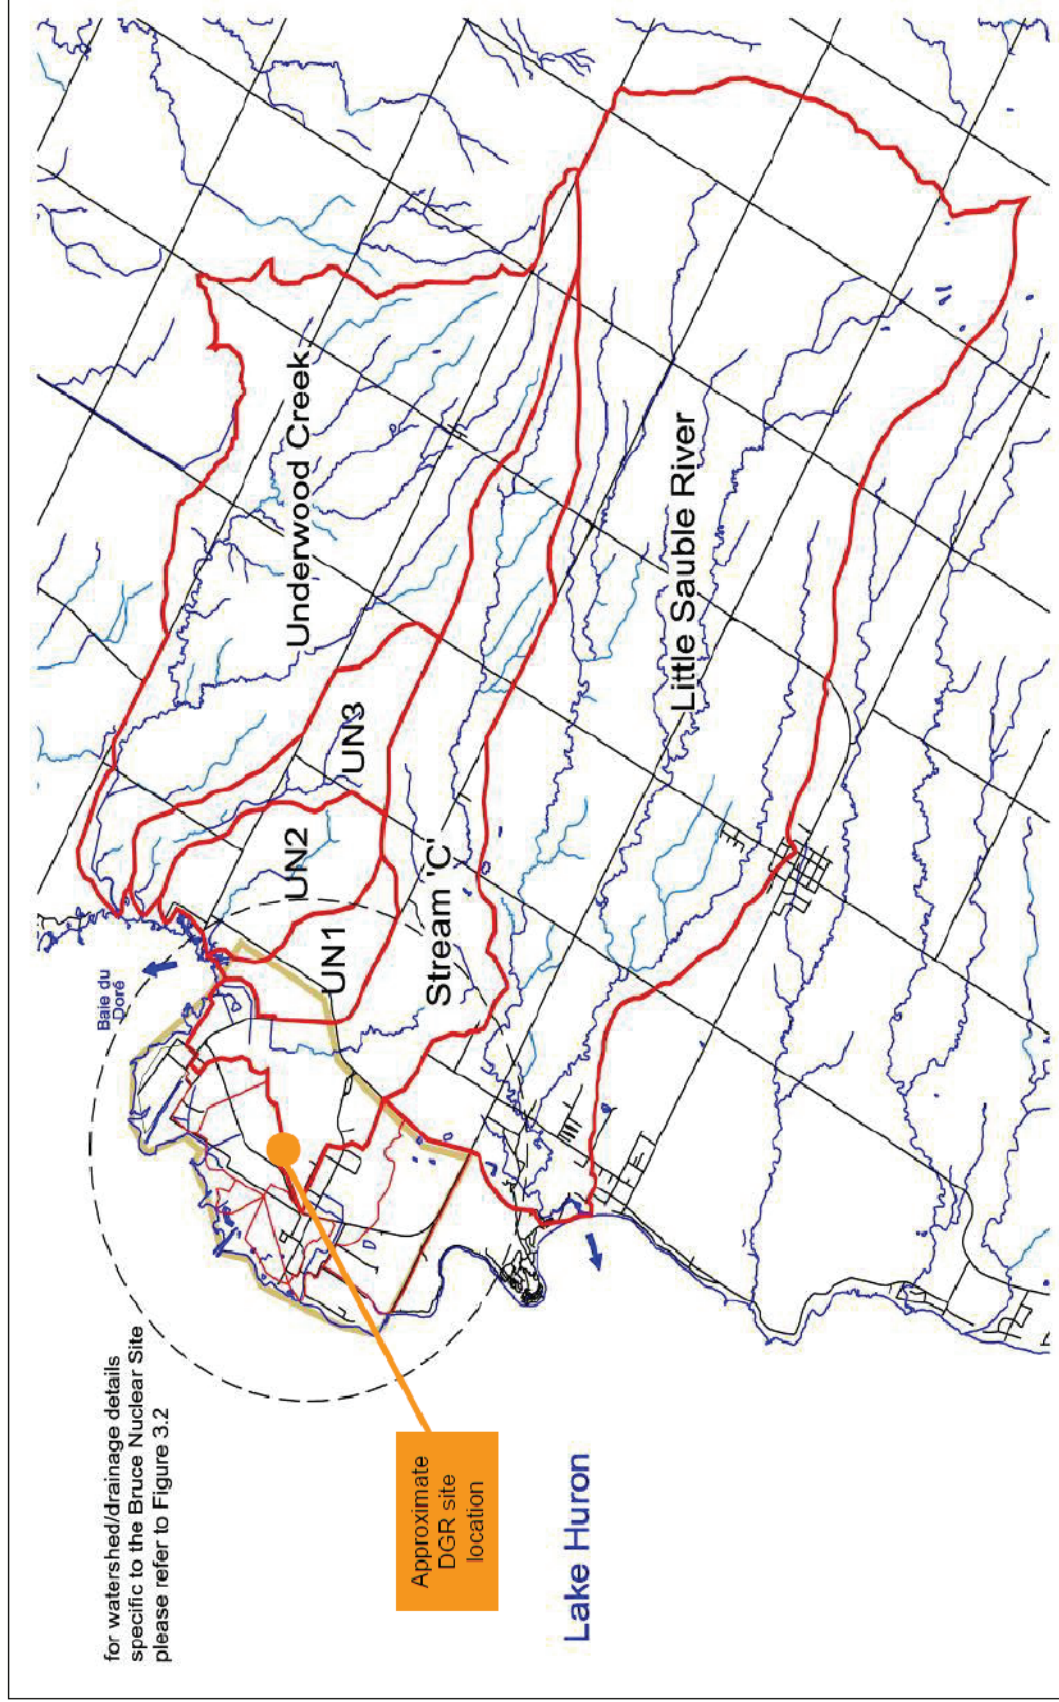 for watershed/drainage details
specific to the Bruce Nuclear Site
please refer to Figure 3.2
Baie du
Doré
Underwood Creek
UN3
UN2
UN1
Stream 'C'
Little Sauble River
Approximate
DGR site
location
Lake Huron